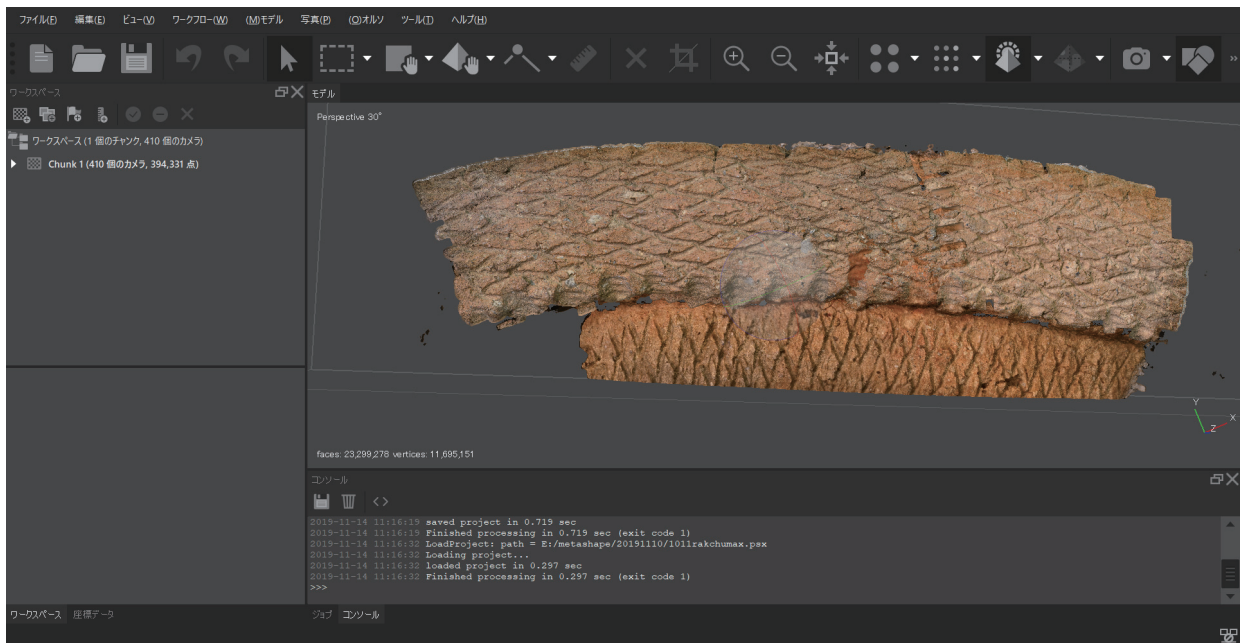 ファイル(F) 編集(E) ビュー(V) ワークフロー(W) (M)モデル 写真(P) (O)オルソ ツール(T) ヘルプ(H)
ワークスペース
ワークスペース (1 個のチャンク, 410 個のカメラ)
Chunk 1 (410 個のカメラ, 394,331 点)
モデル
Perspective 30°
Y
X
Z
faces: 23,299,278 vertices: 11,695,151
コンソール
2019-11-14 11:16:19 saved project in 0.719 sec
2019-11-14 11:16:19 Finished processing in 0.719 sec (exit code 1)
2019-11-14 11:16:32 LoadProject: path = E:/metashape/20191110/1011rakchumax.psx
2019-11-14 11:16:32 Loading project...
2019-11-14 11:16:32 loaded project in 0.297 sec
2019-11-14 11:16:32 Finished processing in 0.297 sec (exit code 1)
>>>
ワークスペース 座標データ
ジョブ コンソール